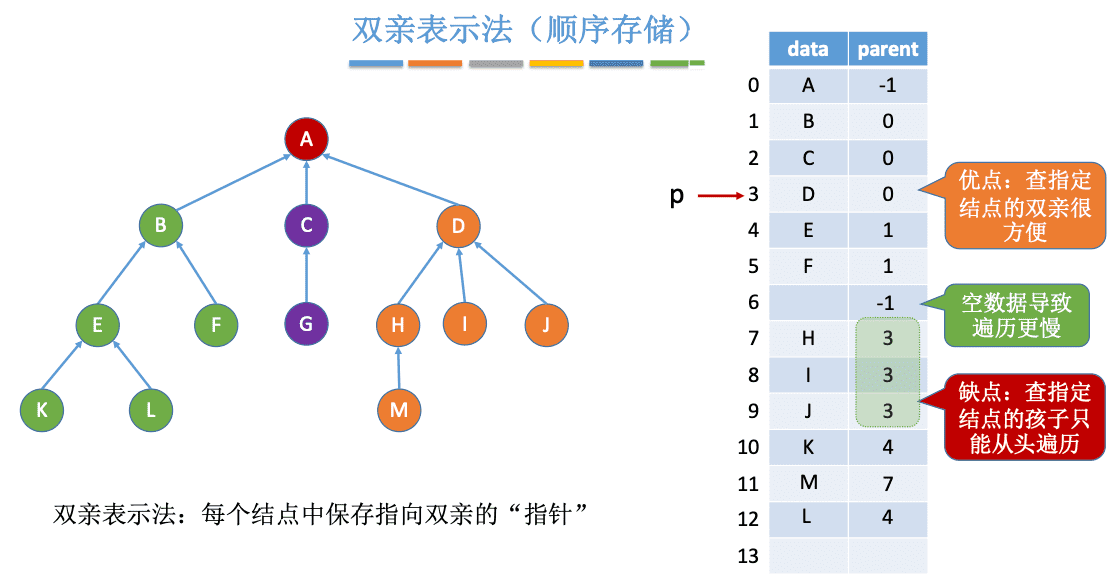 双亲表示法（顺序存储）
A
B
C
D
E
F
G
H
I
J
K
L
M
双亲表示法：每个结点中保存指向双亲的“指针”
p
data parent
0 A -1
1 B 0
2 C 0
3 D 0
4 E 1
5 F 1
6 -1
7 H 3
8 I 3
9 J 3
10 K 4
11 M 7
12 L 4
13
优点：查指定
结点的双亲很
方便
空数据导致
遍历更慢
缺点：查指定
结点的孩子只
能从头遍历